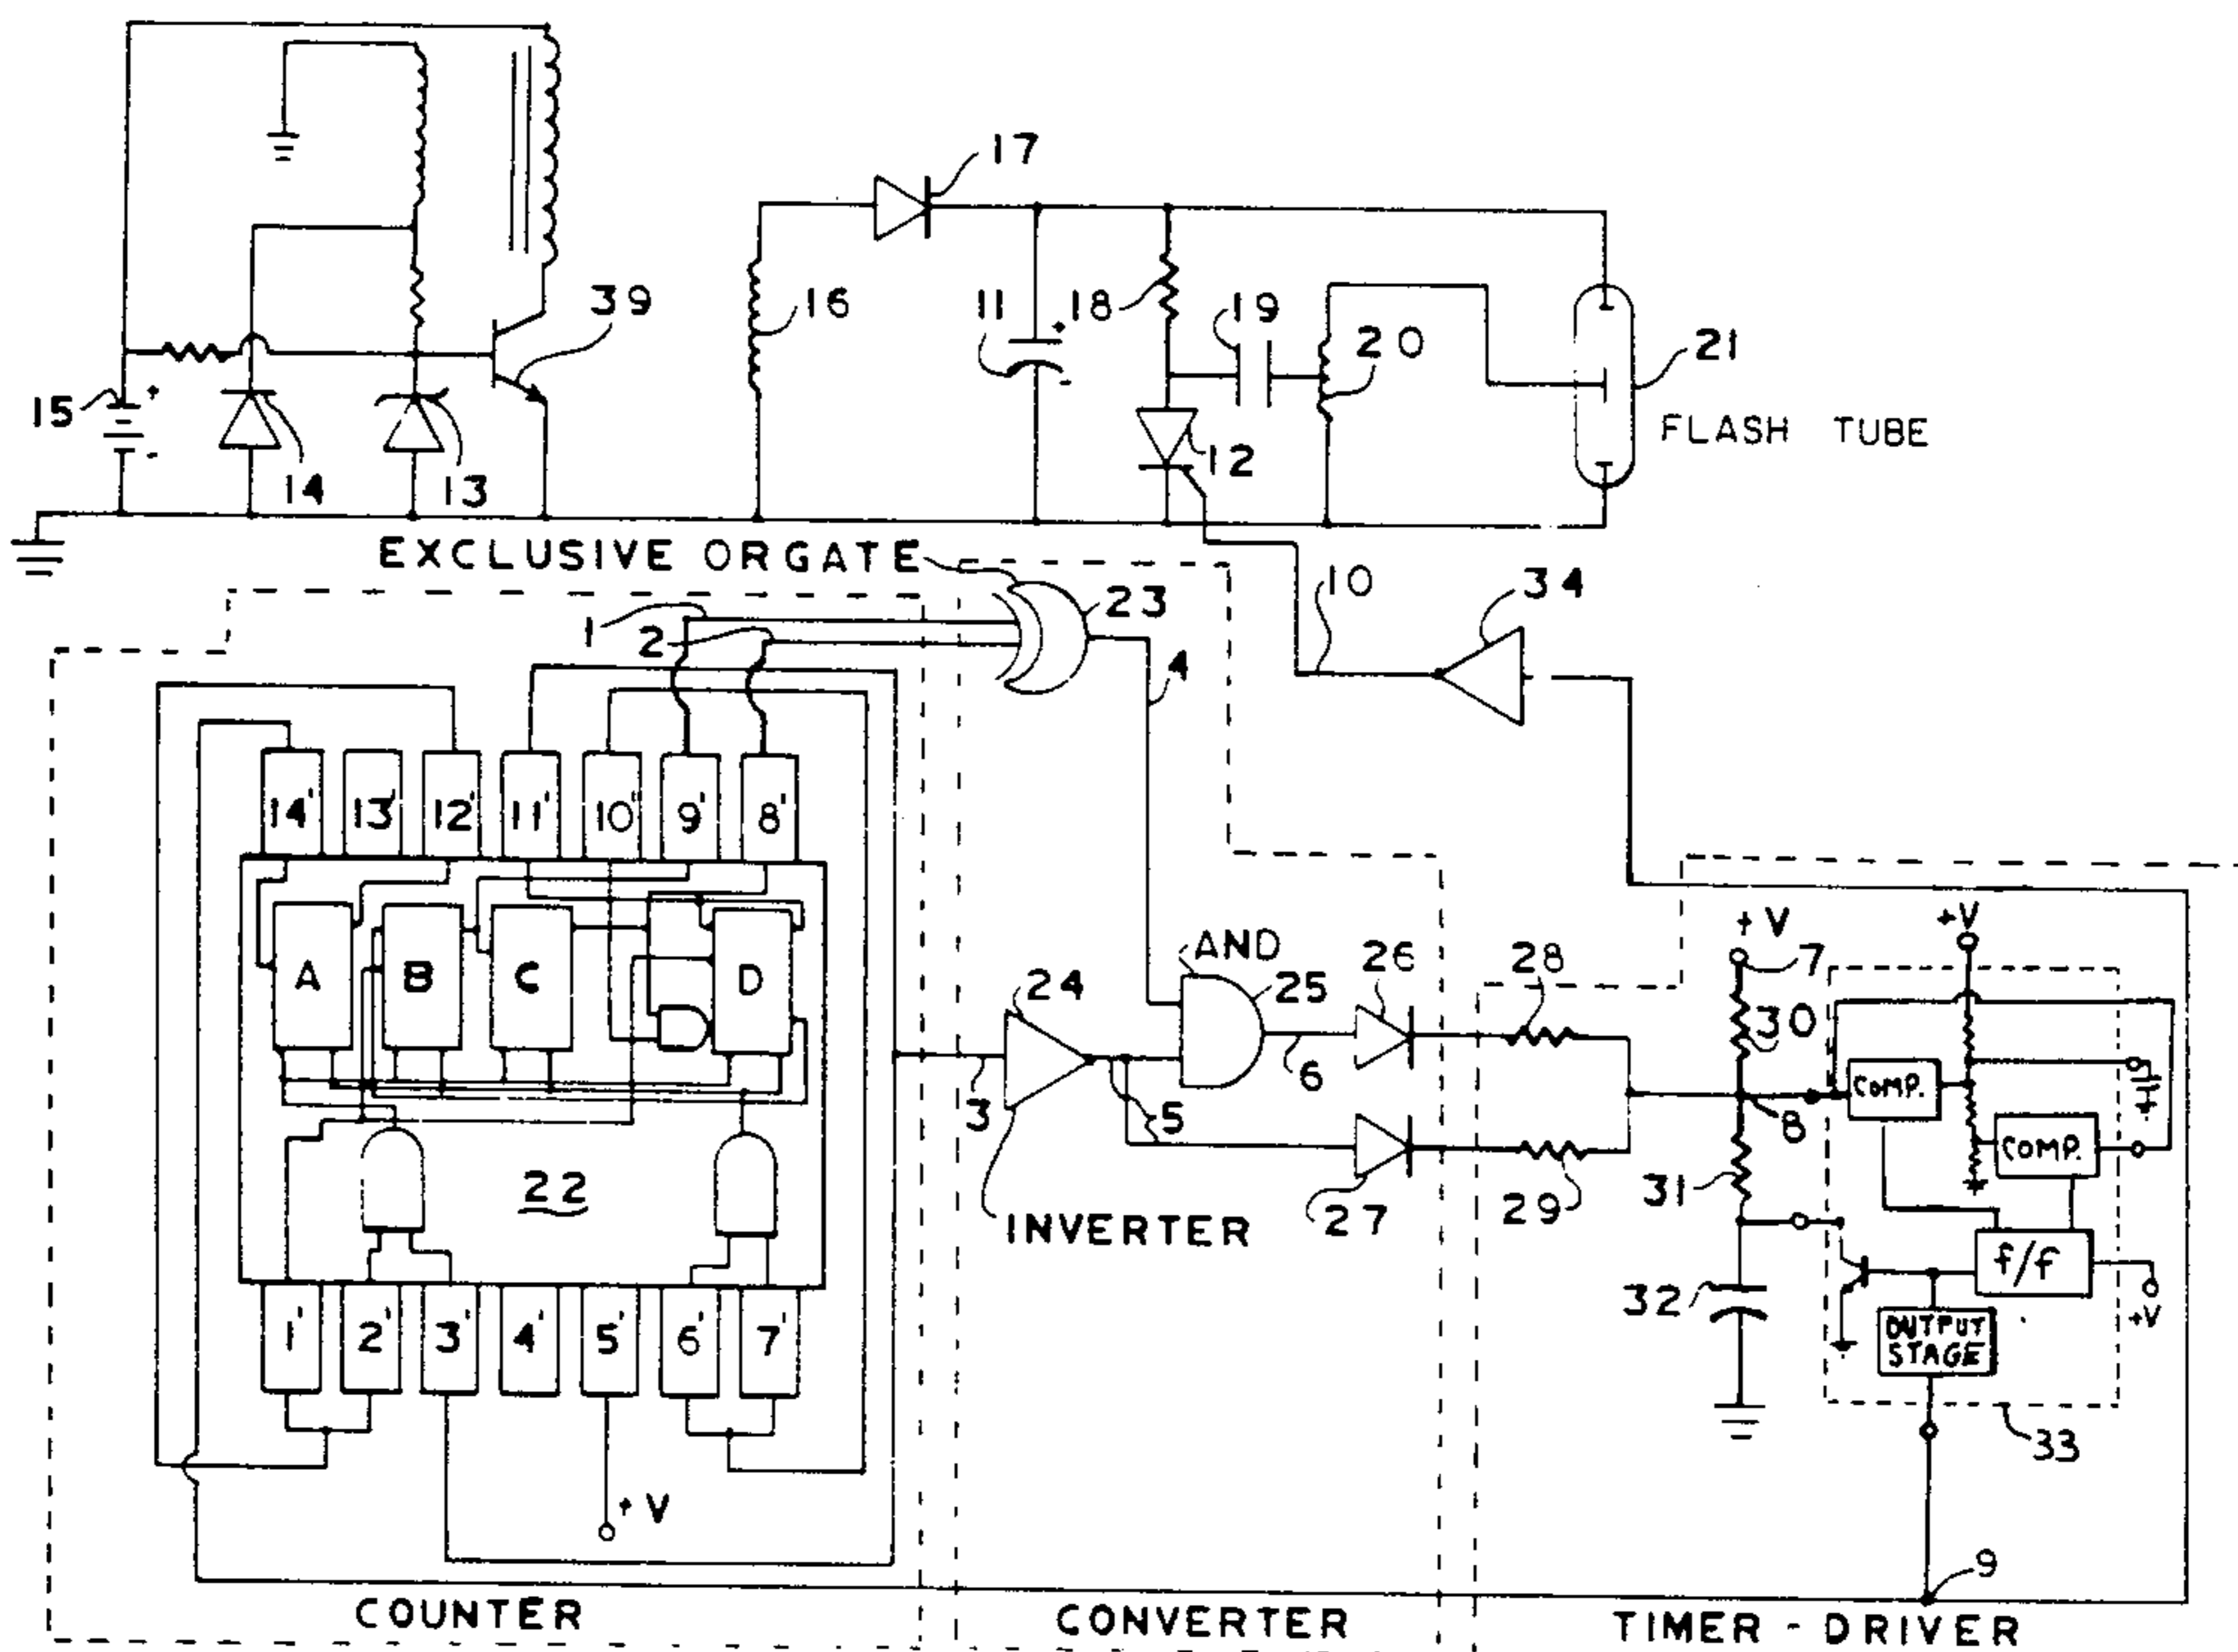 17
39
16
11
+
18
19
20
21
15
+
-
-
FLASH TUBE
14
13
12
EXCLUSIVE ORGATE
1
2
23
10
34
4
14' 13' 12' 11' 10' 9' 8'
A B C D
AND
+V
+V
24
25
26
28
7
30
3
5
6
COMP.
+
8
COMP.
22
INVERTER
27
29
31
f/f
32
+V
1' 2' 3' 4' 5' 6' 7'
OUTPUT
STAGE
33
+V
9
COUNTER
CONVERTER
TIMER - DRIVER